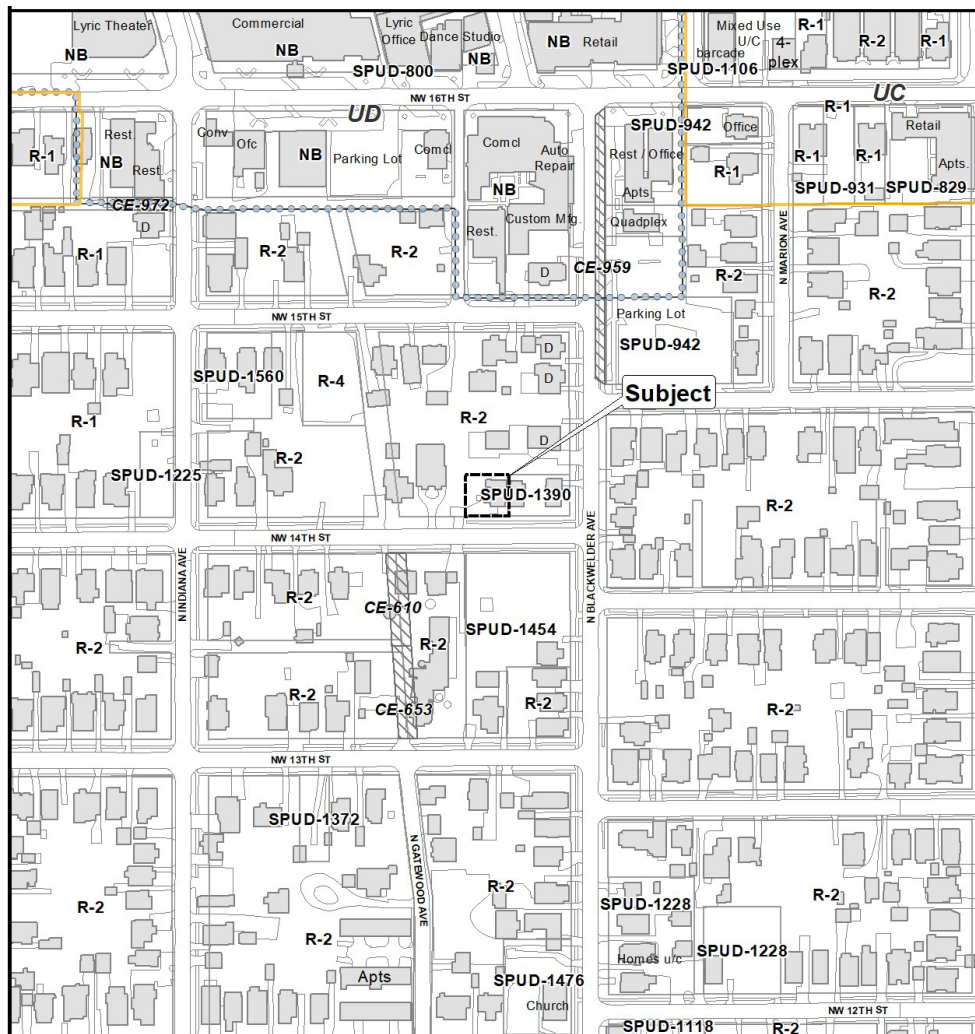 Lyric Theater
Commercial
Lyric
Office
Dance Studio
NB
NB
NB
NB
Retail
Mixed Use
U/C
R-1
barcade
4-
plex
R-2
R-1
SPUD-800
SPUD-1106
NW 16TH ST
UD
UC
Rest.
Rest.
R-1
NB
Conv
Ofc
NB
Parking Lot
Comcl
Comcl
Auto
Repair
NB
Custom Mfg.
Rest.
SPUD-942
Office
Rest / Office
Apts
Quadplex
R-1
R-1
R-1
R-1
Retail
Apts.
SPUD-931
SPUD-829
CE-972
D
R-1
R-2
R-2
D
CE-959
R-2
N MARION AVE
R-2
NW 15TH ST
Parking Lot
SPUD-942
D
D
SPUD-1560
R-4
R-2
Subject
R-1
D
SPUD-1225
R-2
SPUD-1390
R-2
NW 14TH ST
N INDIANA AVE
N BLACKWELDER AVE
R-2
CE-610
R-2
R-2
SPUD-1454
R-2
CE-653
R-2
R-2
NW 13TH ST
SPUD-1372
N GATEWOOD AVE
R-2
R-2
R-2
SPUD-1228
R-2
R-2
Homes u/c
SPUD-1228
Apts
SPUD-1476
Church
NW 12TH ST
SPUD-1118
R-2